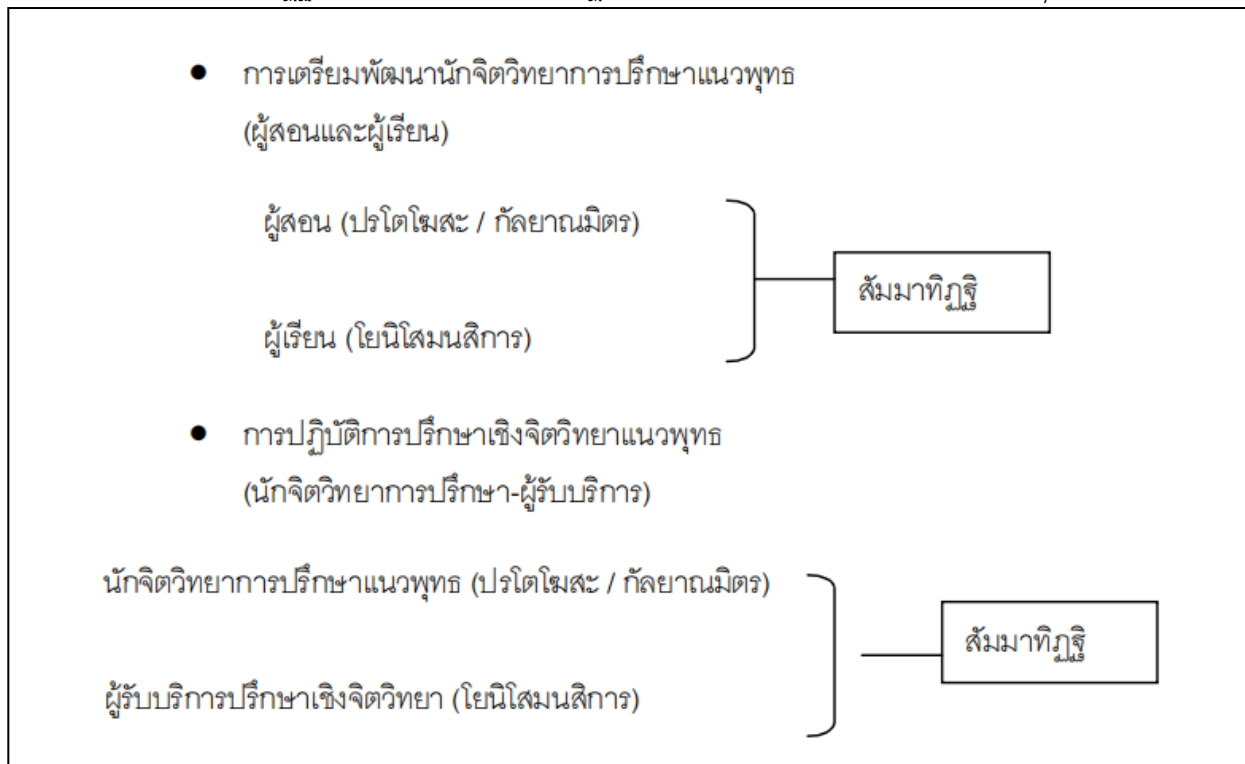 ● การเตรียมพัฒนานักจิตวิทยาการปรึกษาแนวพุทธ
(ผู้สอนและผู้เรียน)
ผู้สอน (ปรโตโฆสะ / กัลยาณมิตร)
สัมมาทิฏฐิ
ผู้เรียน (โยนิโสมนสิการ)
● การปฏิบัติการปรึกษาเชิงจิตวิทยาแนวพุทธ
(นักจิตวิทยาการปรึกษา-ผู้รับบริการ)
นักจิตวิทยาการปรึกษาแนวพุทธ (ปรโตโฆสะ / กัลยาณมิตร)
สัมมาทิฏฐิ
ผู้รับบริการปรึกษาเชิงจิตวิทยา (โยนิโสมนสิการ)